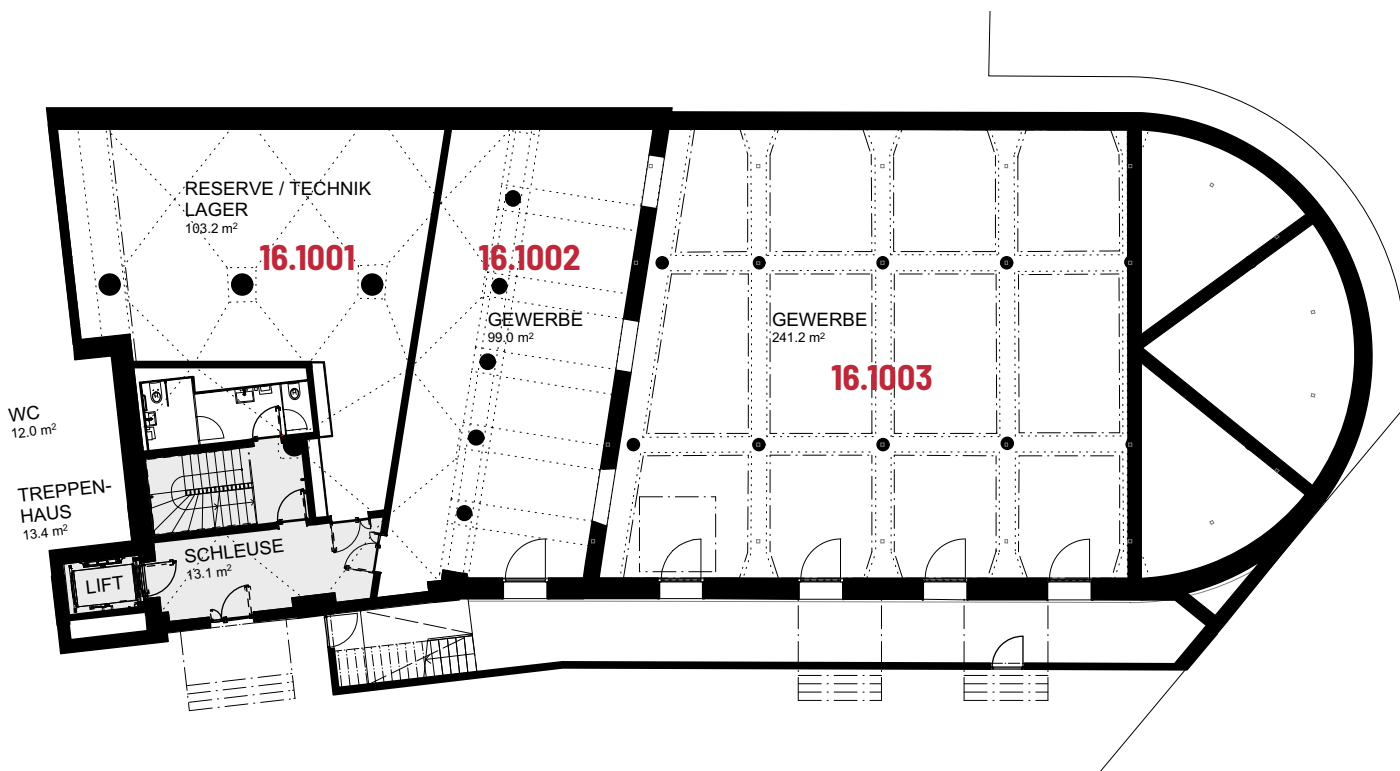 RESERVE / TECHNIK
LAGER
103.2 m²
16.1001
16.1002
GEWERBE
99.0 m²
GEWERBE
241.2 m²
16.1003
WC
12.0 m²
TREPPEN-
HAUS
13.4 m²
SCHLEUSE
13.1 m²
LIFT